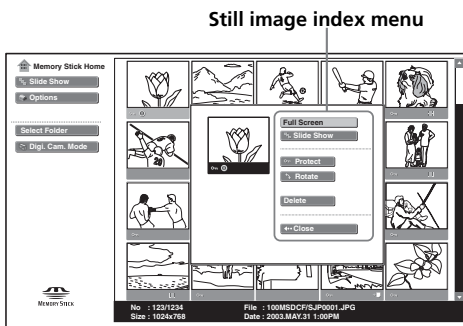 Still image index menu
Memory Stick Home
Slide Show
Options
Select Folder
Digi. Cam. Mode
Full Screen
Slide Show
Protect
Rotate
Delete
Close
28
MEMORY STICK
No : 123/1234
Size : 1024x768
File : 100MSDCF/SJP0001.JPG
Date : 2003.MAY.31 1:00PM